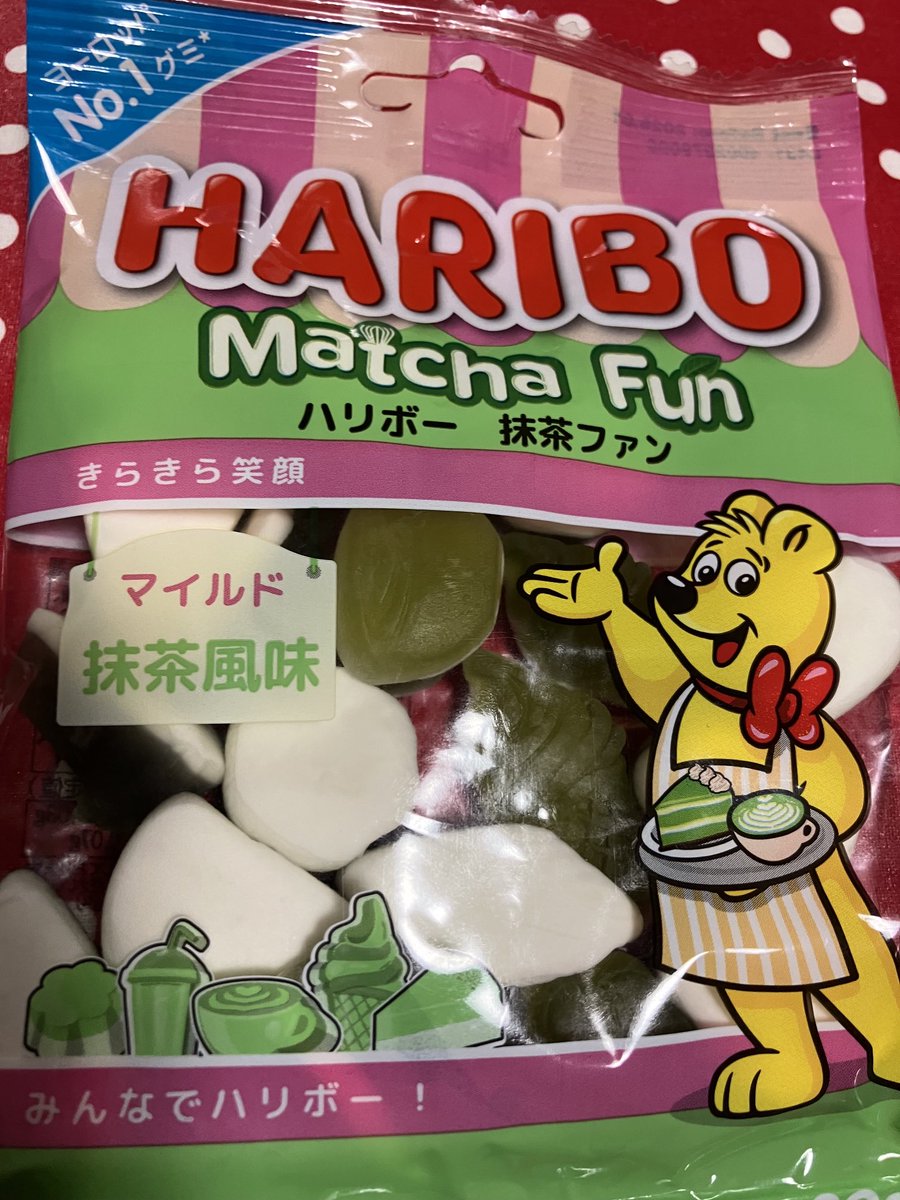 ヨーロッパ
No.1グミ*
HARIBO
Matcha Fun
ハリボー 抹茶ファン
きらきら笑顔
マイルド
抹茶風味
みんなでハリボー！